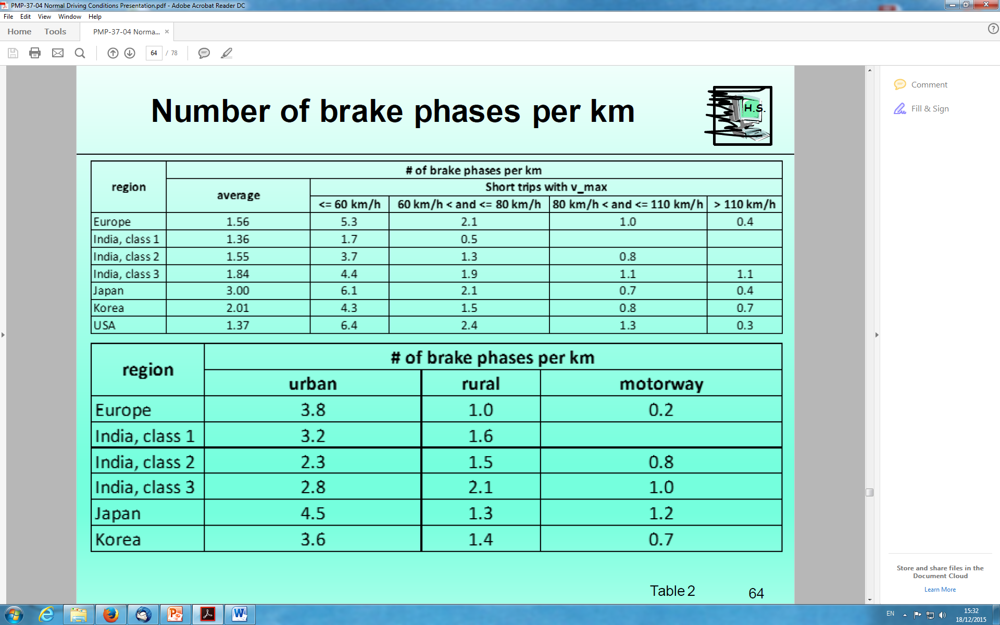 PMP-37-04 Normal Driving Conditions Presentation.pdf - Adobe Acrobat Reader DC
File Edit View Window Help
Home Tools PMP-37-04 Norma... ×
64 / 78
Number of brake phases per km
H.S.
region # of brake phases per km
average Short trips with v_max
<= 60 km/h 60 km/h < and <= 80 km/h 80 km/h < and <= 110 km/h > 110 km/h
Europe 1.56 5.3 2.1 1.0 0.4
India, class 1 1.36 1.7 0.5
India, class 2 1.55 3.7 1.3 0.8
India, class 3 1.84 4.4 1.9 1.1 1.1
Japan 3.00 6.1 2.1 0.7 0.4
Korea 2.01 4.3 1.5 0.8 0.7
USA 1.37 6.4 2.4 1.3 0.3
region # of brake phases per km
urban rural motorway
Europe 3.8 1.0 0.2
India, class 1 3.2 1.6
India, class 2 2.3 1.5 0.8
India, class 3 2.8 2.1 1.0
Japan 4.5 1.3 1.2
Korea 3.6 1.4 0.7
Table 2 64
Comment
Fill & Sign
Store and share files in the
Document Cloud
Learn More
EN 15:32
18/12/2015